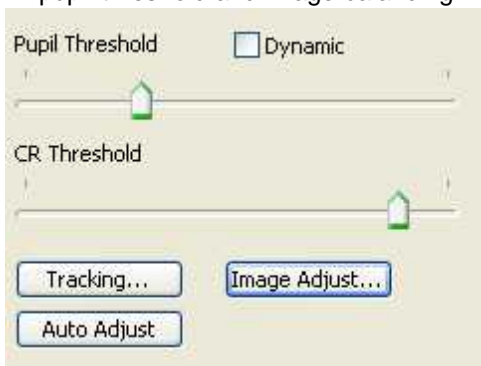 Pupil Threshold Dynamic
CR Threshold
Tracking... Image Adjust...
Auto Adjust